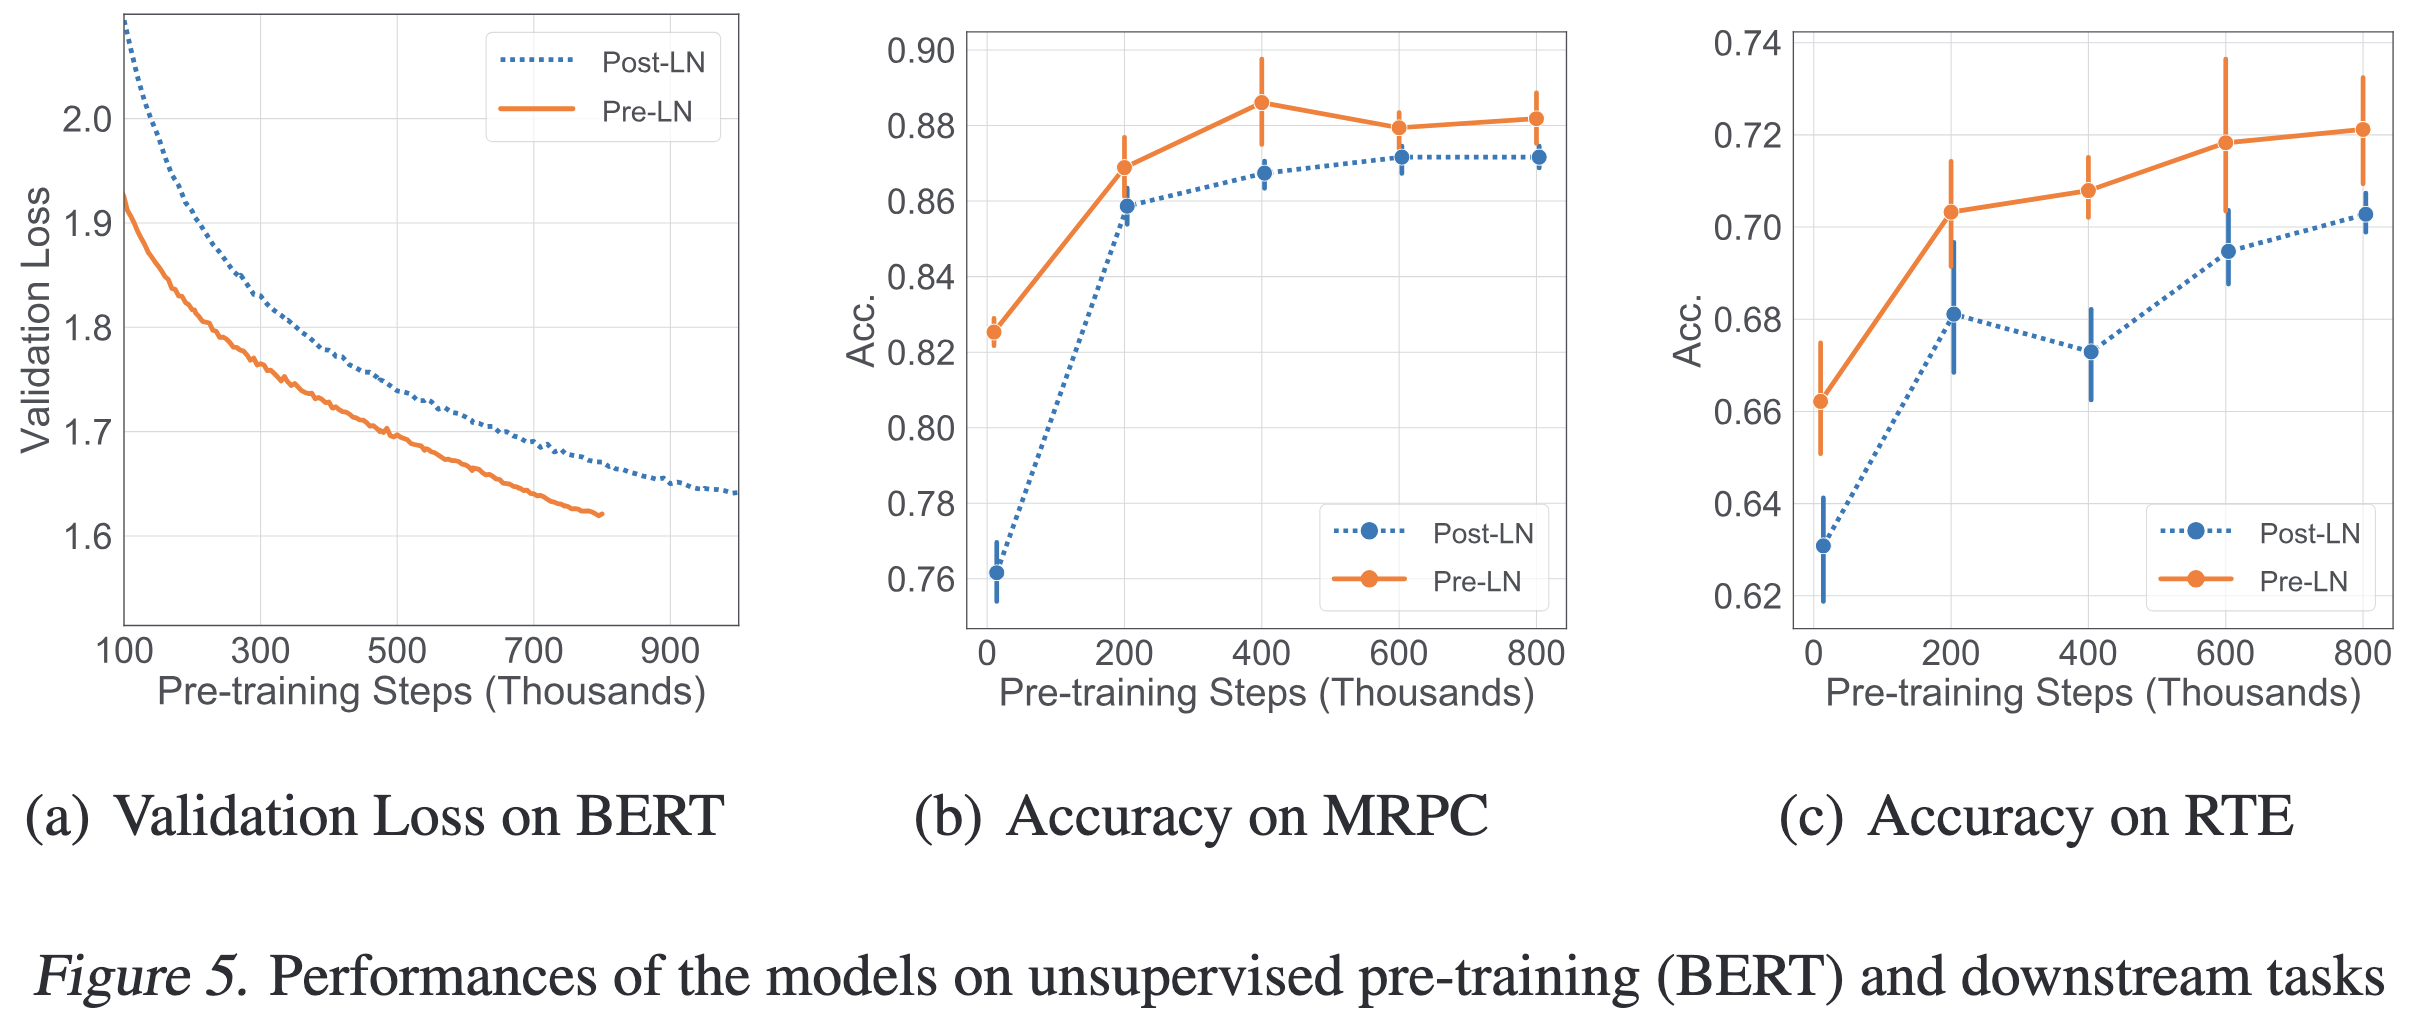 Validation Loss
2.0
1.9
1.8
1.7
1.6
Post-LN
Pre-LN
100 300 500 700 900
Pre-training Steps (Thousands)
(a) Validation Loss on BERT
Acc.
0.90
0.88
0.86
0.84
0.82
0.80
0.78
0.76
Post-LN
Pre-LN
0 200 400 600 800
Pre-training Steps (Thousands)
(b) Accuracy on MRPC
Acc.
0.74
0.72
0.70
0.68
0.66
0.64
0.62
Post-LN
Pre-LN
0 200 400 600 800
Pre-training Steps (Thousands)
(c) Accuracy on RTE
Figure 5. Performances of the models on unsupervised pre-training (BERT) and downstream tasks